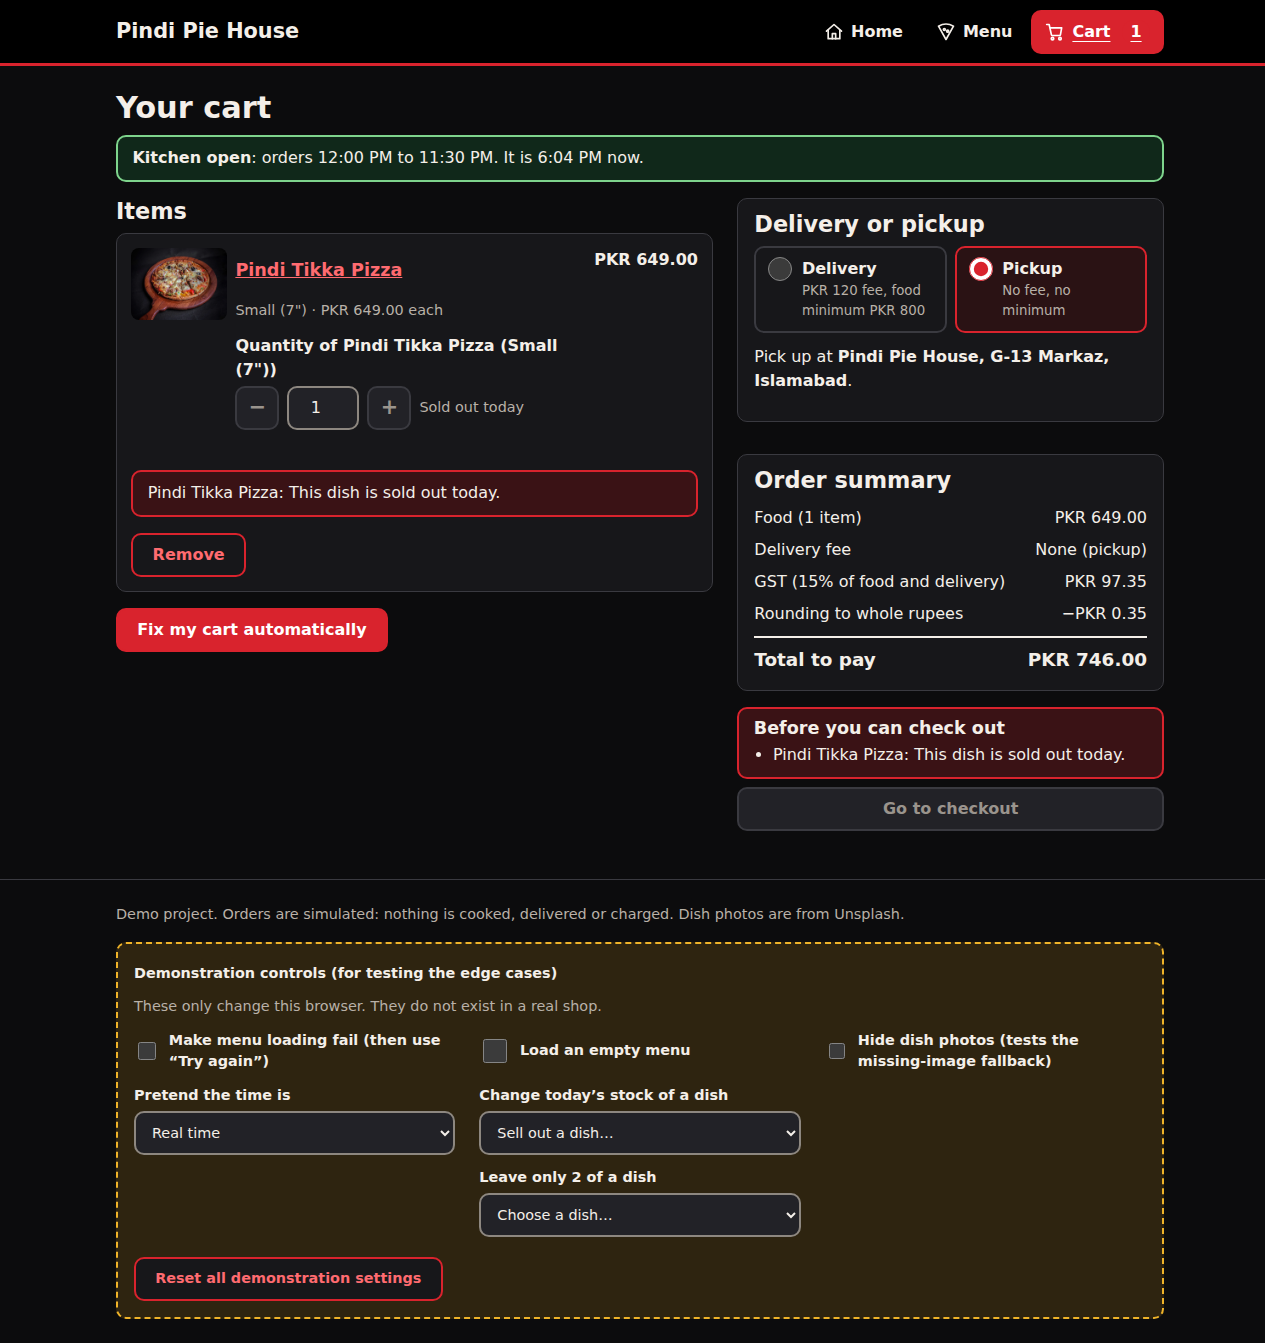 Pindi Pie House
Home
Menu
Cart 1
Your cart
Kitchen open: orders 12:00 PM to 11:30 PM. It is 6:04 PM now.
Items
Pindi Tikka Pizza
PKR 649.00
Small (7") · PKR 649.00 each
Quantity of Pindi Tikka Pizza (Small
(7"))
− 1 + Sold out today
Pindi Tikka Pizza: This dish is sold out today.
Remove
Fix my cart automatically
Delivery or pickup
Delivery
PKR 120 fee, food
minimum PKR 800
Pickup
No fee, no
minimum
Pick up at Pindi Pie House, G-13 Markaz,
Islamabad.
Order summary
Food (1 item) PKR 649.00
Delivery fee None (pickup)
GST (15% of food and delivery) PKR 97.35
Rounding to whole rupees −PKR 0.35
Total to pay PKR 746.00
Before you can check out
• Pindi Tikka Pizza: This dish is sold out today.
Go to checkout
Demo project. Orders are simulated: nothing is cooked, delivered or charged. Dish photos are from Unsplash.
Demonstration controls (for testing the edge cases)
These only change this browser. They do not exist in a real shop.
Make menu loading fail (then use
“Try again”)
Load an empty menu
Hide dish photos (tests the
missing-image fallback)
Pretend the time is
Real time
Change today’s stock of a dish
Sell out a dish…
Leave only 2 of a dish
Choose a dish…
Reset all demonstration settings